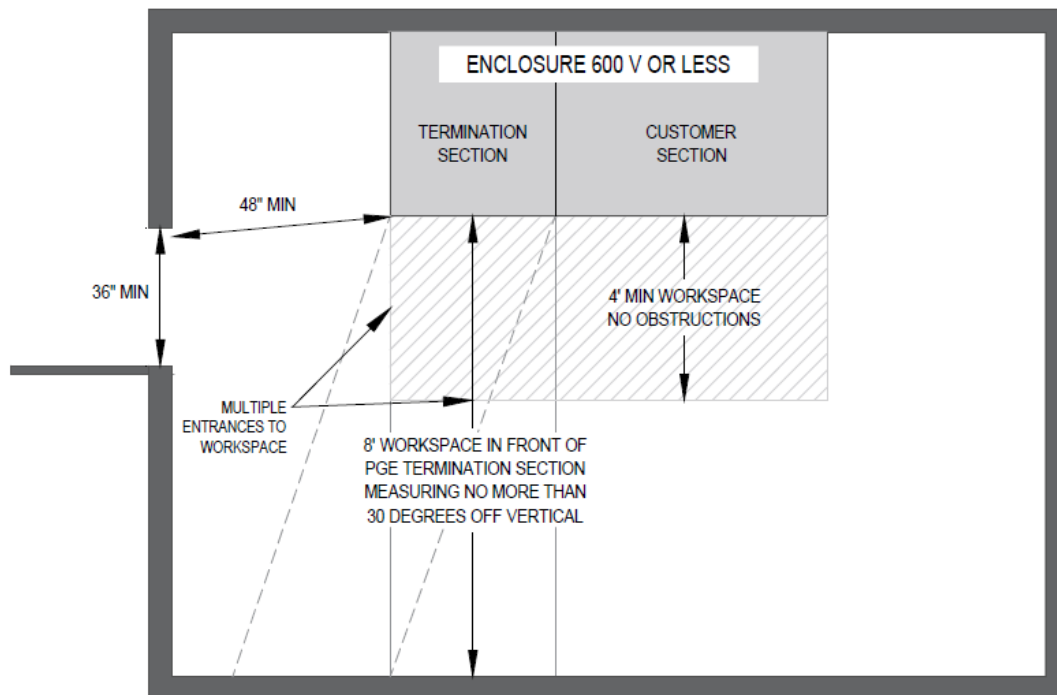 ENCLOSURE 600 V OR LESS
TERMINATION
SECTION
CUSTOMER
SECTION
48" MIN
36" MIN
4' MIN WORKSPACE
NO OBSTRUCTIONS
MULTIPLE
ENTRANCES TO
WORKSPACE
8' WORKSPACE IN FRONT OF
PGE TERMINATION SECTION
MEASURING NO MORE THAN
30 DEGREES OFF VERTICAL